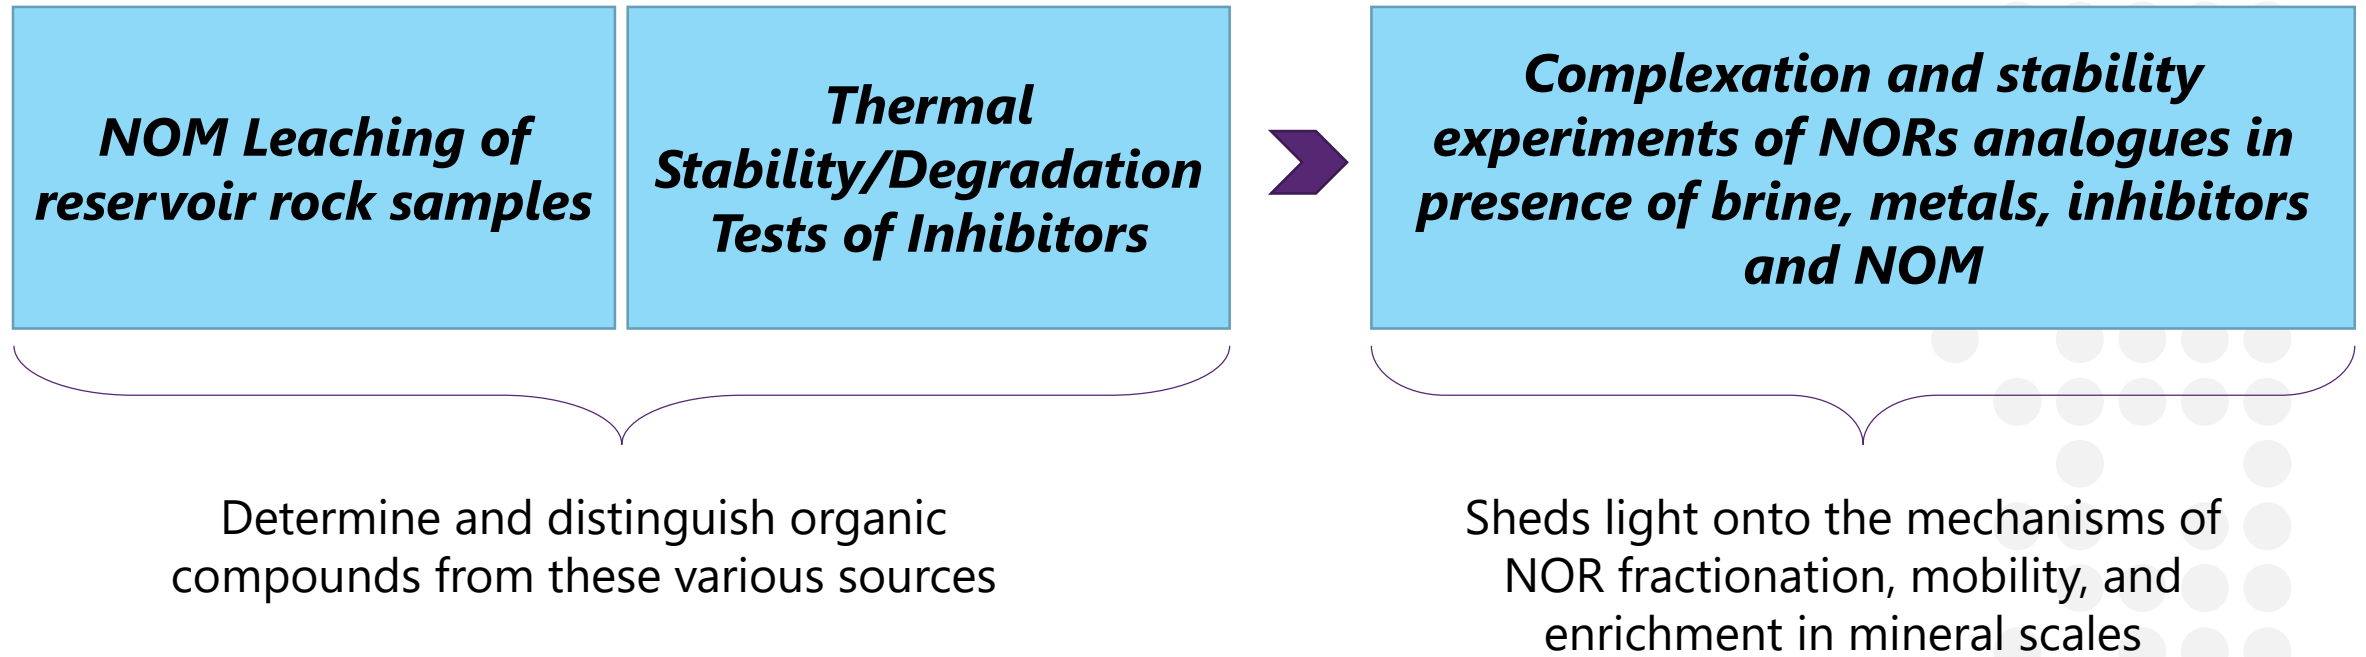 NOM Leaching of
reservoir rock samples
Thermal
Stability/Degradation
Tests of Inhibitors
Complexation and stability
experiments of NORs analogues in
presence of brine, metals, inhibitors
and NOM
Determine and distinguish organic
compounds from these various sources
Sheds light onto the mechanisms of
NOR fractionation, mobility, and
enrichment in mineral scales